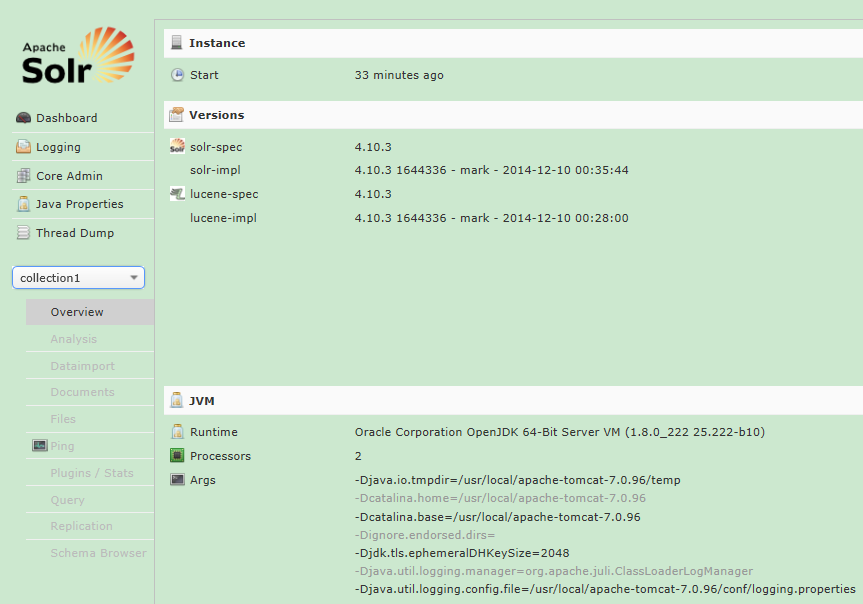 Apache
Solr
Dashboard
Logging
Core Admin
Java Properties
Thread Dump
collection1
Overview
Analysis
Dataimport
Documents
Files
Ping
Plugins / Stats
Query
Replication
Schema Browser
Instance
Start 33 minutes ago
Versions
solr-spec 4.10.3
solr-impl 4.10.3 1644336 - mark - 2014-12-10 00:35:44
lucene-spec 4.10.3
lucene-impl 4.10.3 1644336 - mark - 2014-12-10 00:28:00
JVM
Runtime Oracle Corporation OpenJDK 64-Bit Server VM (1.8.0_222 25.222-b10)
Processors 2
Args -Djava.io.tmpdir=/usr/local/apache-tomcat-7.0.96/temp
-Dcatalina.home=/usr/local/apache-tomcat-7.0.96
-Dcatalina.base=/usr/local/apache-tomcat-7.0.96
-Dignore.endorsed.dirs=
-Djdk.tls.ephemeralDHKeySize=2048
-Djava.util.logging.manager=org.apache.juli.ClassLoaderLogManager
-Djava.util.logging.config.file=/usr/local/apache-tomcat-7.0.96/conf/logging.properties